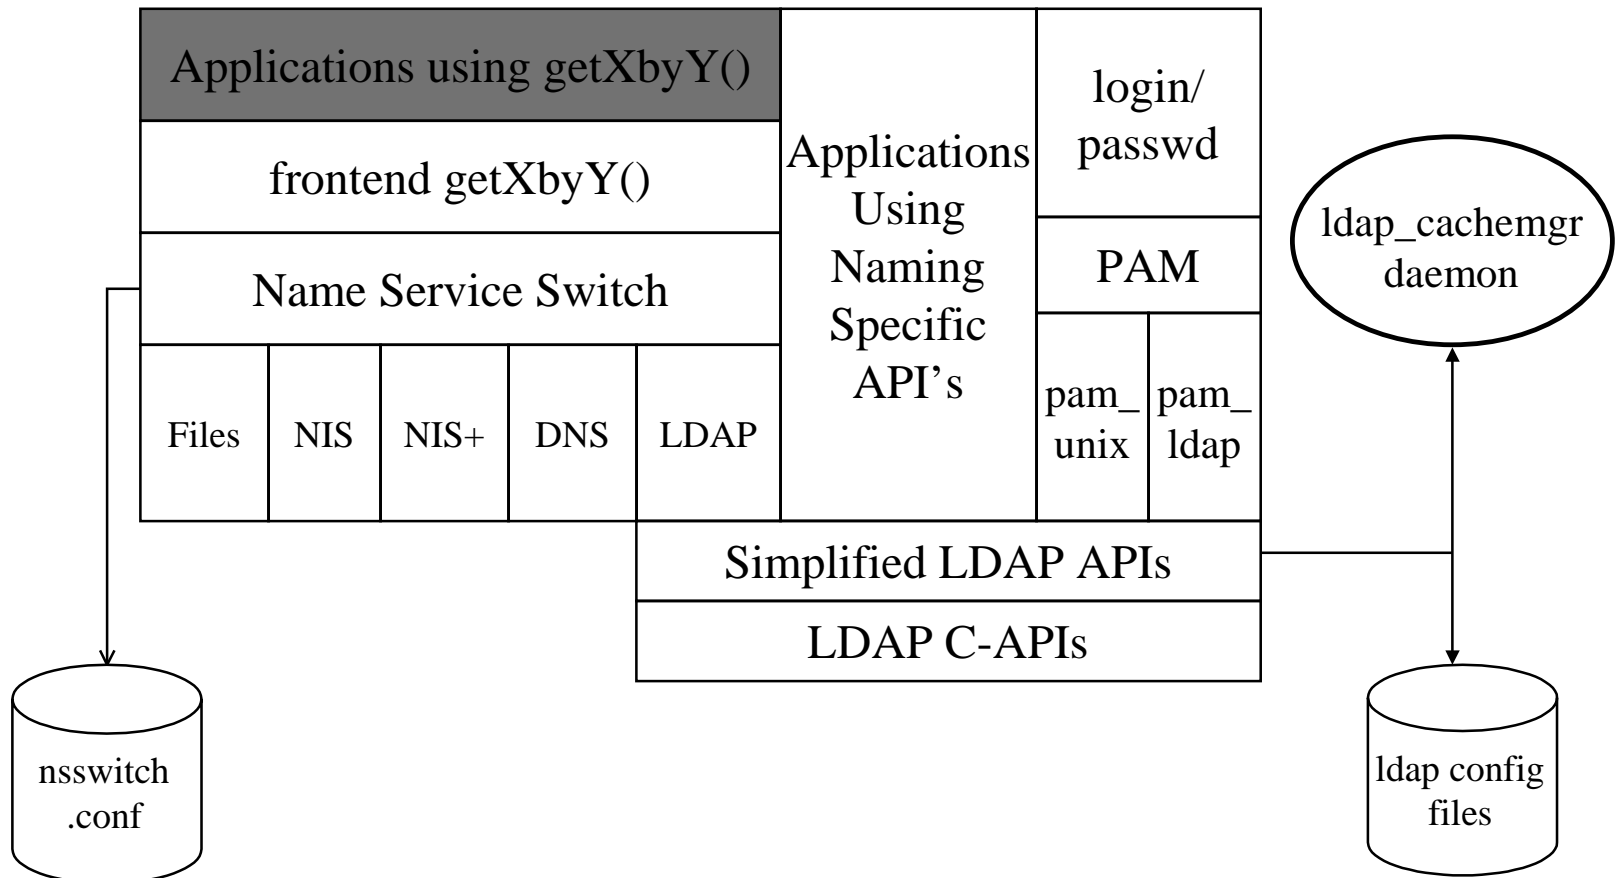 Applications using getXbyY()
frontend getXbyY()
Name Service Switch
Files
NIS
NIS+
DNS
LDAP
Applications
Using
Naming
Specific
API’s
login/
passwd
PAM
pam_
unix
pam_
ldap
Simplified LDAP APIs
LDAP C-APIs
ldap_cachemgr
daemon
nsswitch
.conf
ldap config
files